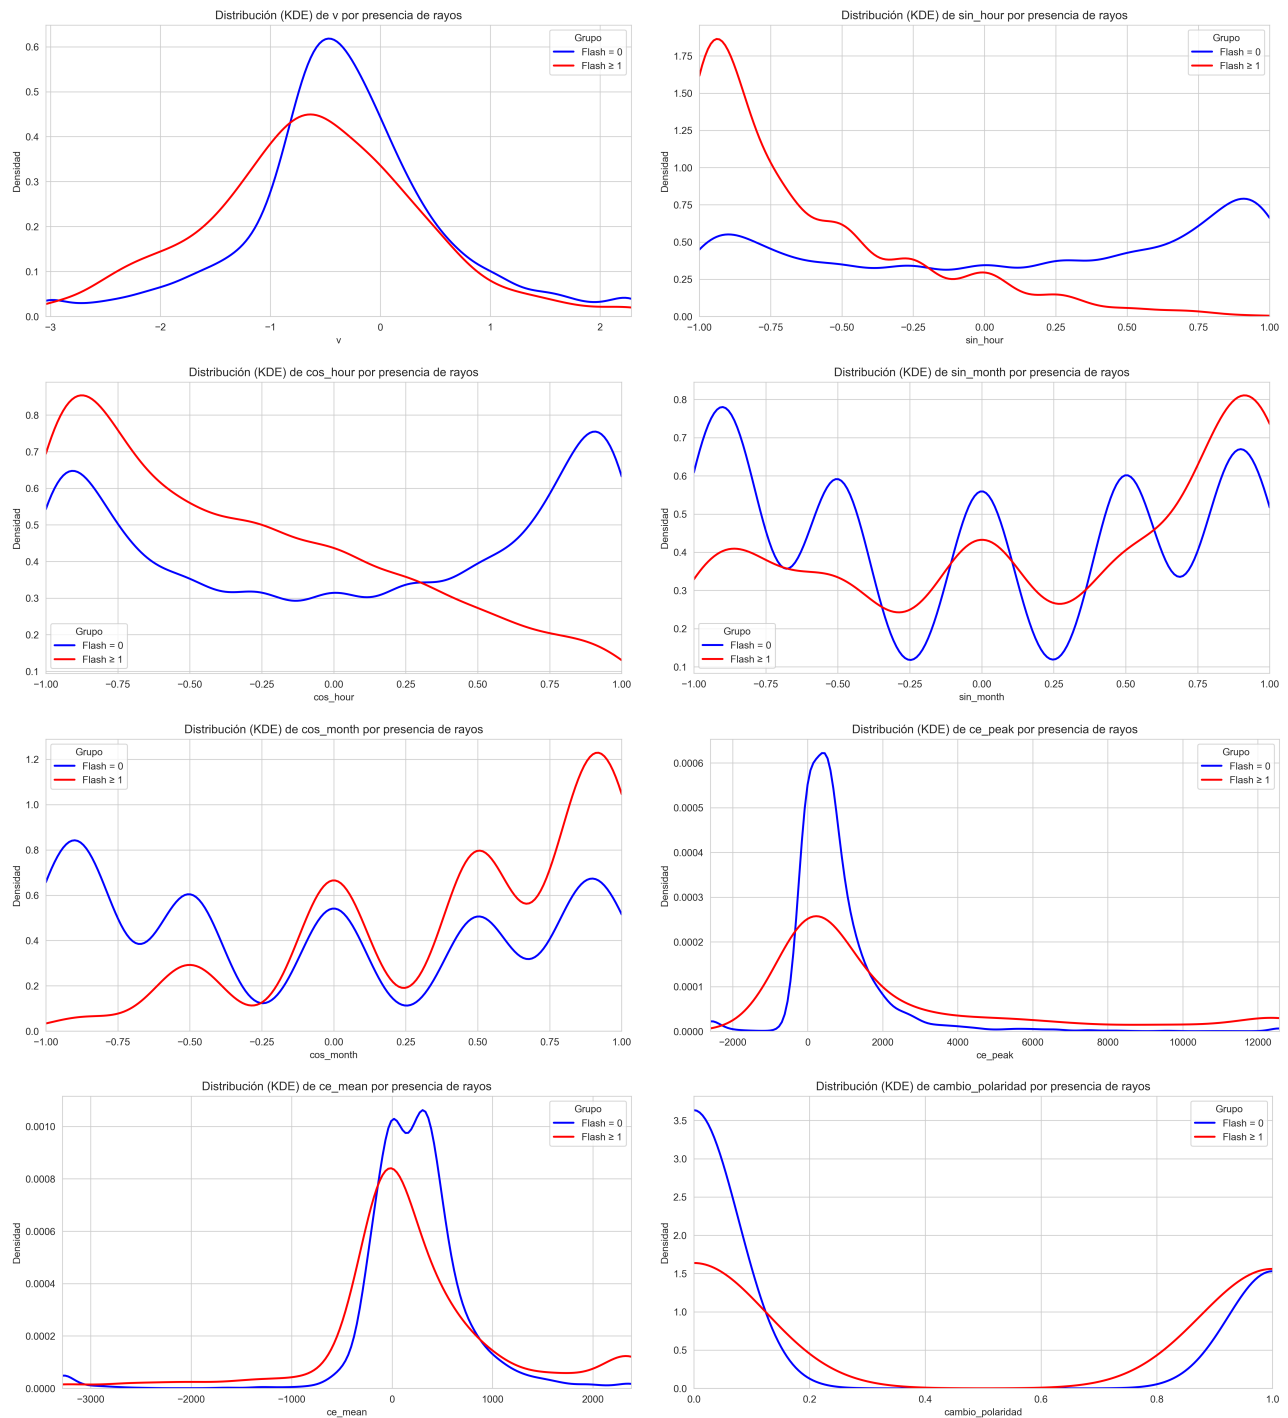 Distribución (KDE) de v por presencia de rayos
Densidad
0.6
0.5
0.4
0.3
0.2
0.1
0.0
−3
−2
−1
0
1
2
v
Grupo
Flash = 0
Flash ≥ 1
Distribución (KDE) de sin_hour por presencia de rayos
Densidad
1.75
1.50
1.25
1.00
0.75
0.50
0.25
0.00
−1.00
−0.75
−0.50
−0.25
0.00
0.25
0.50
0.75
1.00
sin_hour
Grupo
Flash = 0
Flash ≥ 1
Distribución (KDE) de cos_hour por presencia de rayos
Densidad
0.8
0.7
0.6
0.5
0.4
0.3
0.2
0.1
−1.00
−0.75
−0.50
−0.25
0.00
0.25
0.50
0.75
1.00
cos_hour
Grupo
Flash = 0
Flash ≥ 1
Distribución (KDE) de sin_month por presencia de rayos
Densidad
0.8
0.7
0.6
0.5
0.4
0.3
0.2
0.1
−1.00
−0.75
−0.50
−0.25
0.00
0.25
0.50
0.75
1.00
sin_month
Grupo
Flash = 0
Flash ≥ 1
Distribución (KDE) de cos_month por presencia de rayos
Densidad
1.2
1.0
0.8
0.6
0.4
0.2
0.0
−1.00
−0.75
−0.50
−0.25
0.00
0.25
0.50
0.75
1.00
cos_month
Grupo
Flash = 0
Flash ≥ 1
Distribución (KDE) de ce_peak por presencia de rayos
Densidad
0.0006
0.0005
0.0004
0.0003
0.0002
0.0001
0.0000
−2000
0
2000
4000
6000
8000
10000
12000
ce_peak
Grupo
Flash = 0
Flash ≥ 1
Distribución (KDE) de ce_mean por presencia de rayos
Densidad
0.0010
0.0008
0.0006
0.0004
0.0002
0.0000
−3000
−2000
−1000
0
1000
2000
ce_mean
Grupo
Flash = 0
Flash ≥ 1
Distribución (KDE) de cambio_polaridad por presencia de rayos
Densidad
3.5
3.0
2.5
2.0
1.5
1.0
0.5
0.0
0.0
0.2
0.4
0.6
0.8
1.0
cambio_polaridad
Grupo
Flash = 0
Flash ≥ 1